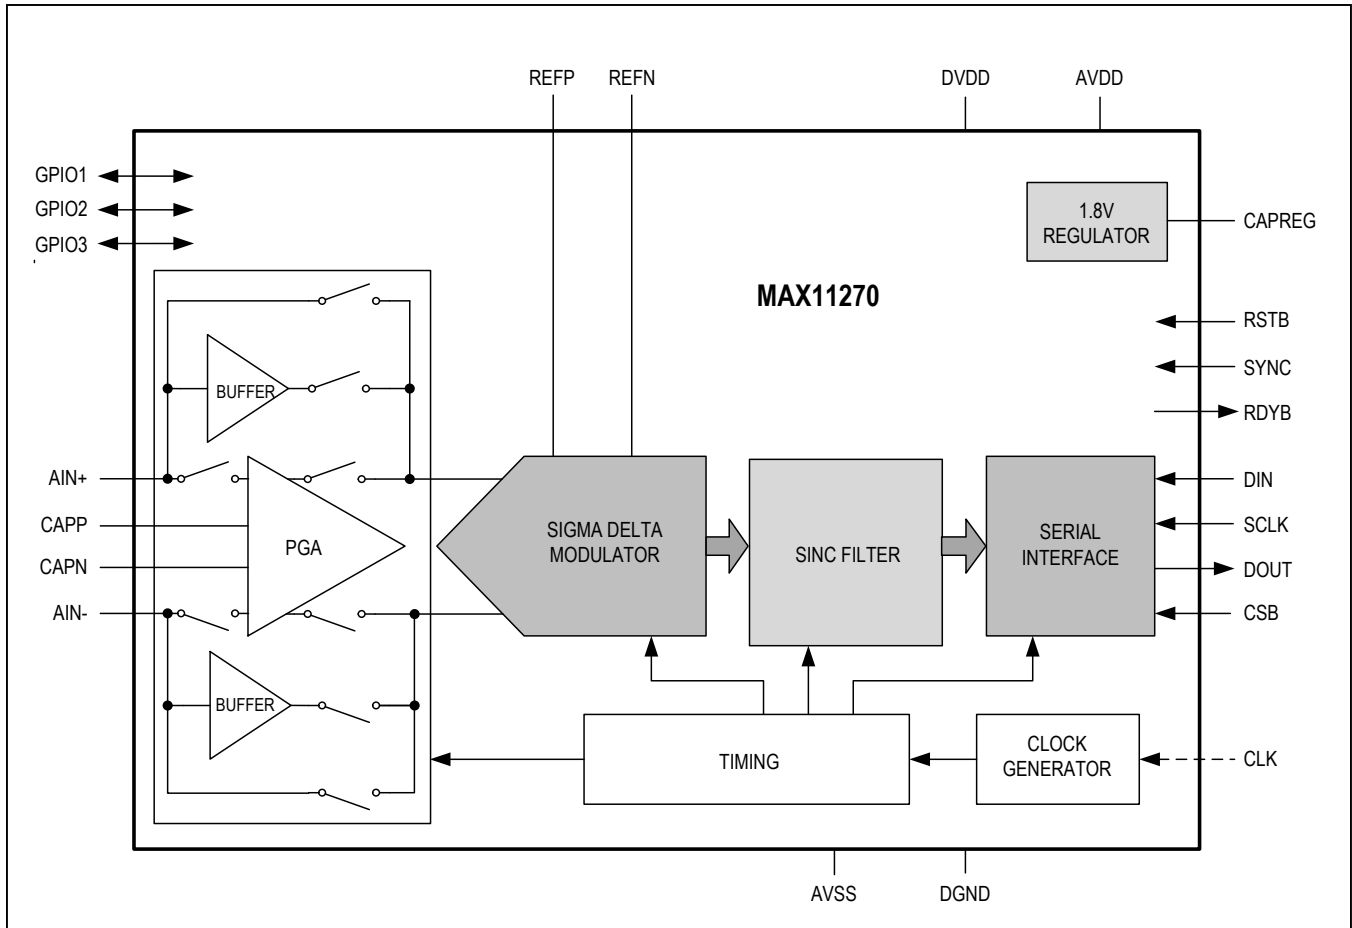 REFP
REFN
DVDD
AVDD
GPIO1
GPIO2
GPIO3
1.8V
REGULATOR
CAPREG
MAX11270
RSTB
SYNC
RDYB
BUFFER
AIN+
CAPP
CAPN
AIN-
PGA
SIGMA DELTA
MODULATOR
SINC FILTER
SERIAL
INTERFACE
DIN
SCLK
DOUT
CSB
BUFFER
TIMING
CLOCK
GENERATOR
CLK
AVSS
DGND